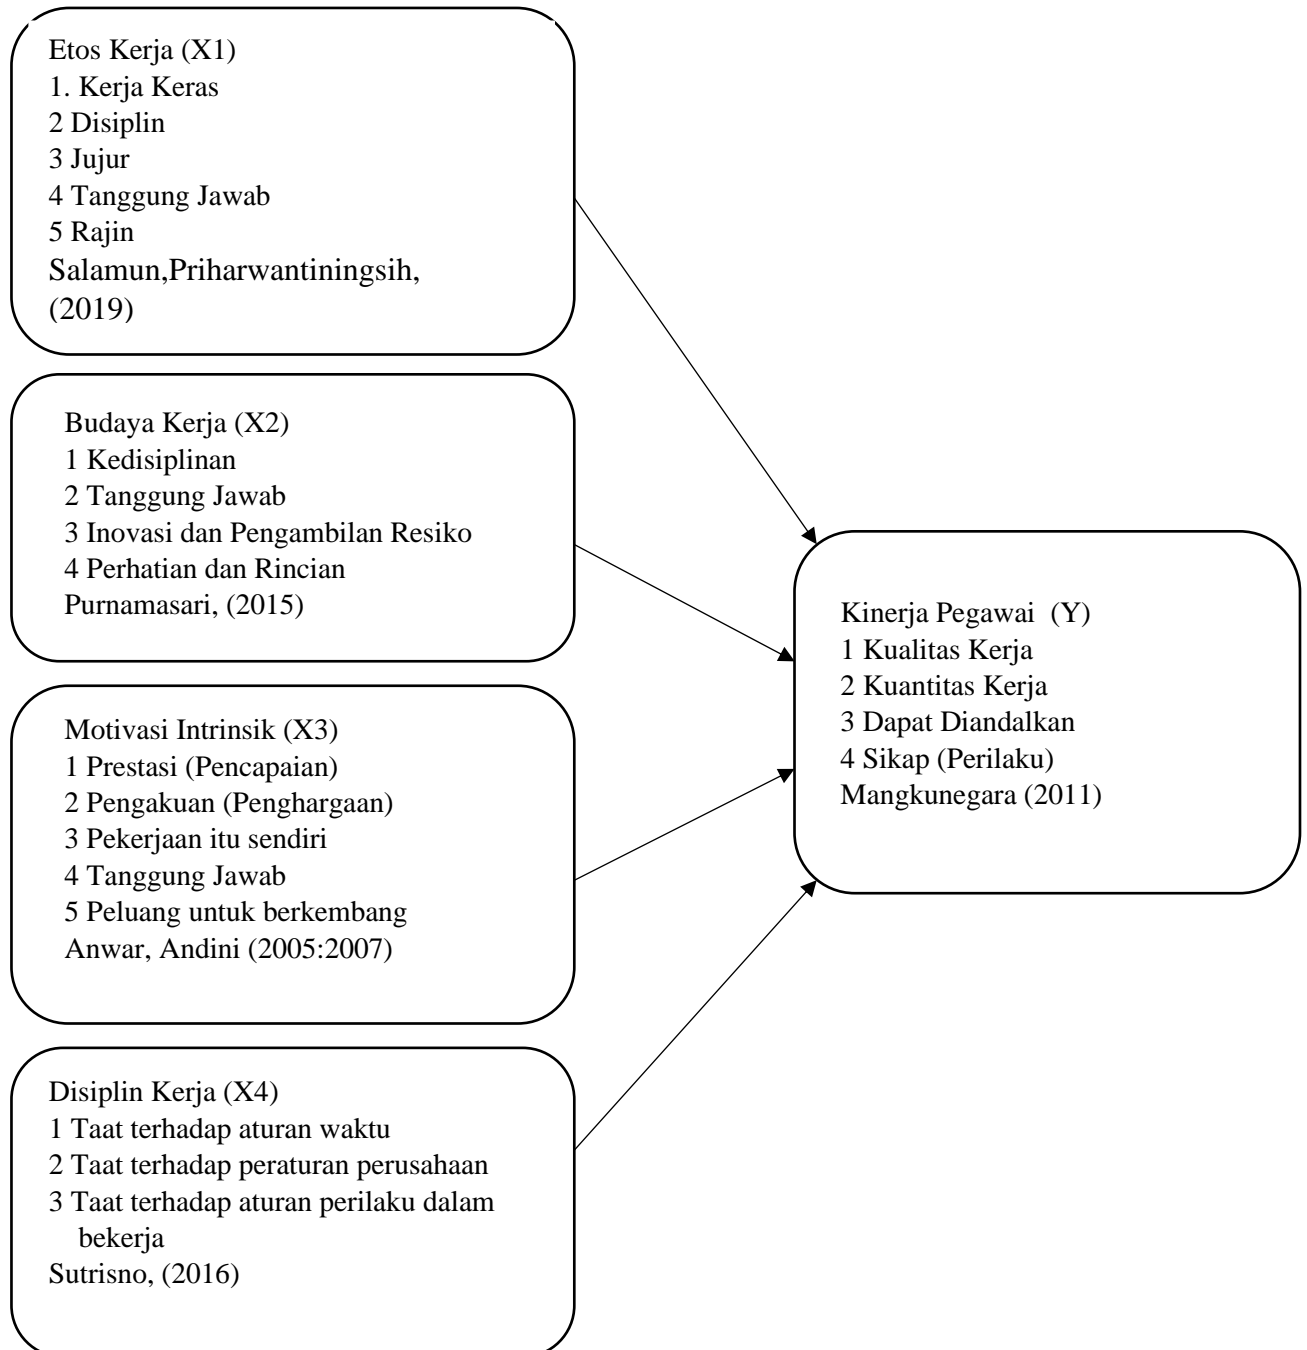 Etos Kerja (X1)
1. Kerja Keras
2 Disiplin
3 Jujur
4 Tanggung Jawab
5 Rajin
Salamun,Priharwantiningsih,
(2019)
Budaya Kerja (X2)
1 Kedisiplinan
2 Tanggung Jawab
3 Inovasi dan Pengambilan Resiko
4 Perhatian dan Rincian
Purnamasari, (2015)
Motivasi Intrinsik (X3)
1 Prestasi (Pencapaian)
2 Pengakuan (Penghargaan)
3 Pekerjaan itu sendiri
4 Tanggung Jawab
5 Peluang untuk berkembang
Anwar, Andini (2005:2007)
Disiplin Kerja (X4)
1 Taat terhadap aturan waktu
2 Taat terhadap peraturan perusahaan
3 Taat terhadap aturan perilaku dalam
bekerja
Sutrisno, (2016)
Kinerja Pegawai  (Y)
1 Kualitas Kerja
2 Kuantitas Kerja
3 Dapat Diandalkan
4 Sikap (Perilaku)
Mangkunegara (2011)